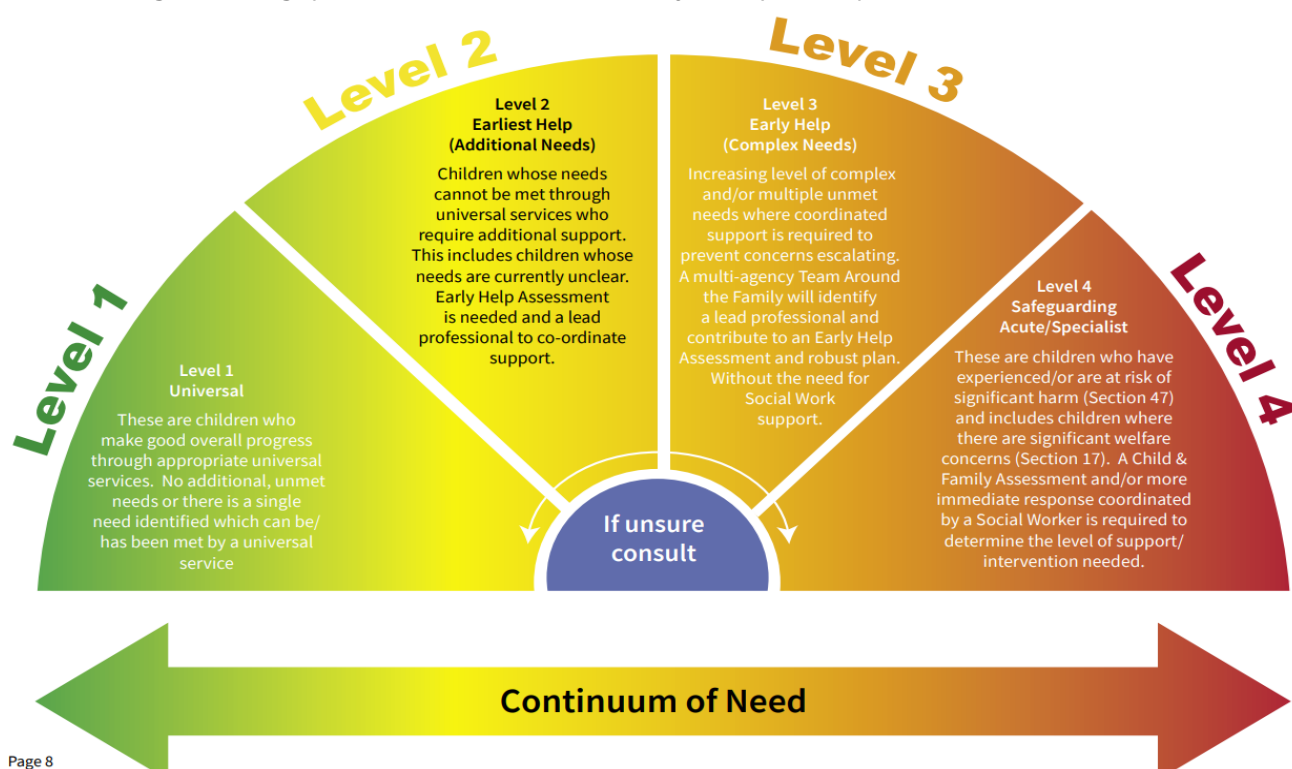 Level 1
Level 2
Level 3
Level 4
Level 1
Universal
These are children who
make good overall progress
through appropriate universal
services. No additional, unmet
needs or there is a single
need identified which can be/
has been met by a universal
service
Level 2
Earliest Help
(Additional Needs)
Children whose needs
cannot be met through
universal services who
require additional support.
This includes children whose
needs are currently unclear.
Early Help Assessment
is needed and a lead
professional to co-ordinate
support.
Level 3
Early Help
(Complex Needs)
Increasing level of complex
and/or multiple unmet
needs where coordinated
support is required to
prevent concerns escalating.
A multi-agency Team Around
the Family will identify
a lead professional and
contribute to an Early Help
Assessment and robust plan.
Without the need for
Social Work
support.
Level 4
Safeguarding
Acute/Specialist
These are children who have
experienced/or are at risk of
significant harm (Section 47)
and includes children where
there are significant welfare
concerns (Section 17). A Child &
Family Assessment and/or more
immediate response coordinated
by a Social Worker is required to
determine the level of support/
intervention needed.
If unsure
consult
Continuum of Need
Page 8